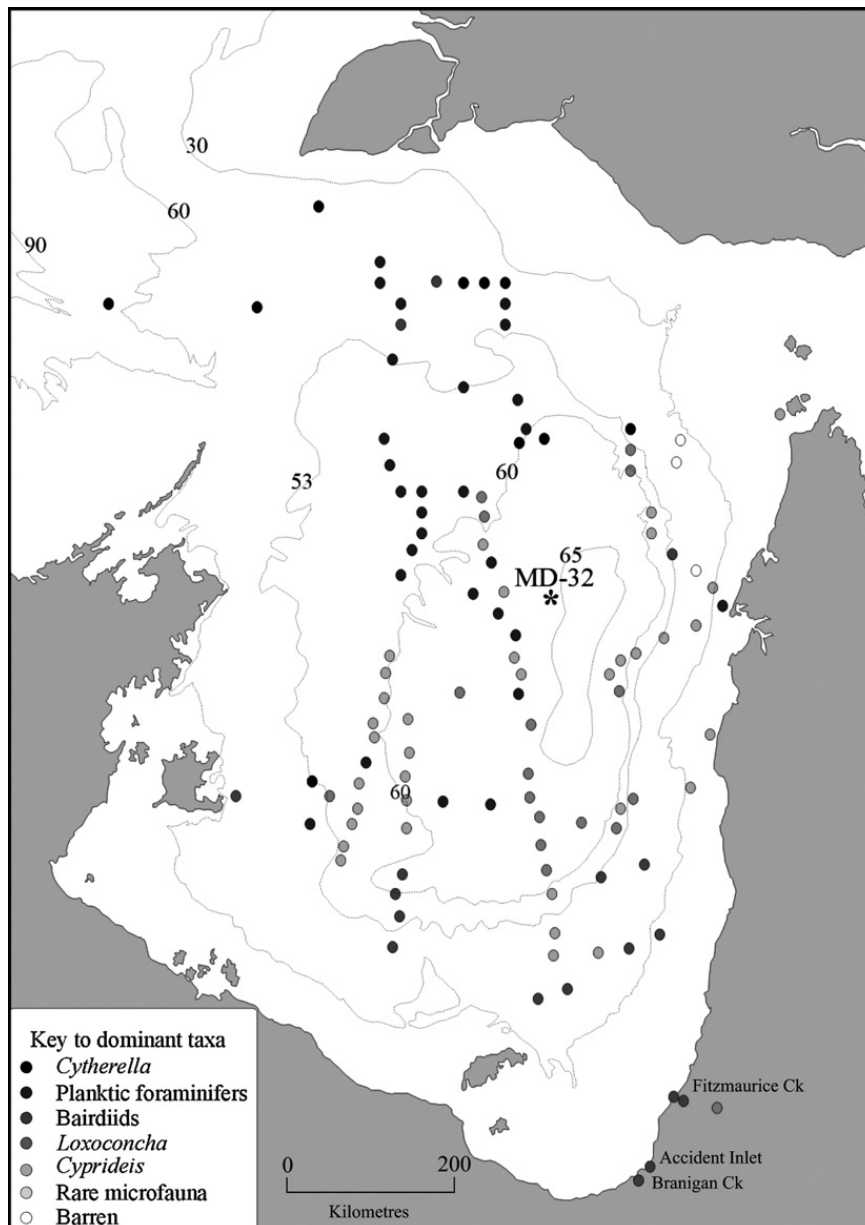 30
60
90
53
60
65
MD-32
60
Key to dominant taxa
Cytherella
Planktic foraminifers
Bairdiids
Loxoconcha
Cyprideis
Rare microfauna
Barren
0 200
Kilometres
Fitzmaurice Ck
Accident Inlet
Branigan Ck